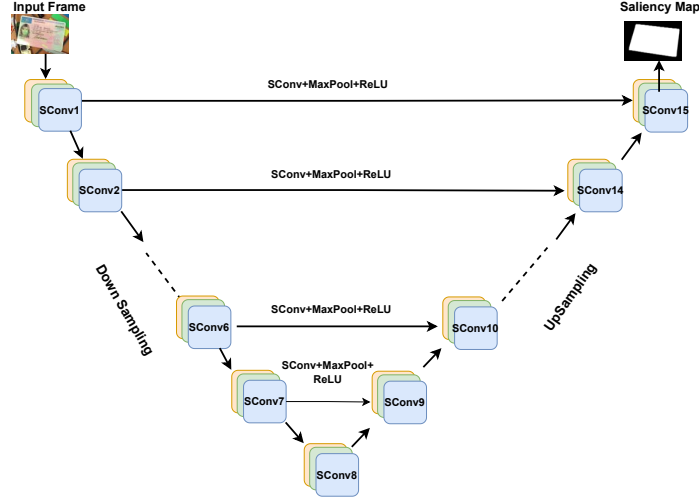 Input Frame
Saliency Map
SConv+MaxPool+ReLU
SConv1
SConv15
SConv+MaxPool+ReLU
SConv2
SConv14
Down Sampling
UpSampling
SConv+MaxPool+ReLU
SConv6
SConv10
SConv+MaxPool+
ReLU
SConv7
SConv9
SConv8